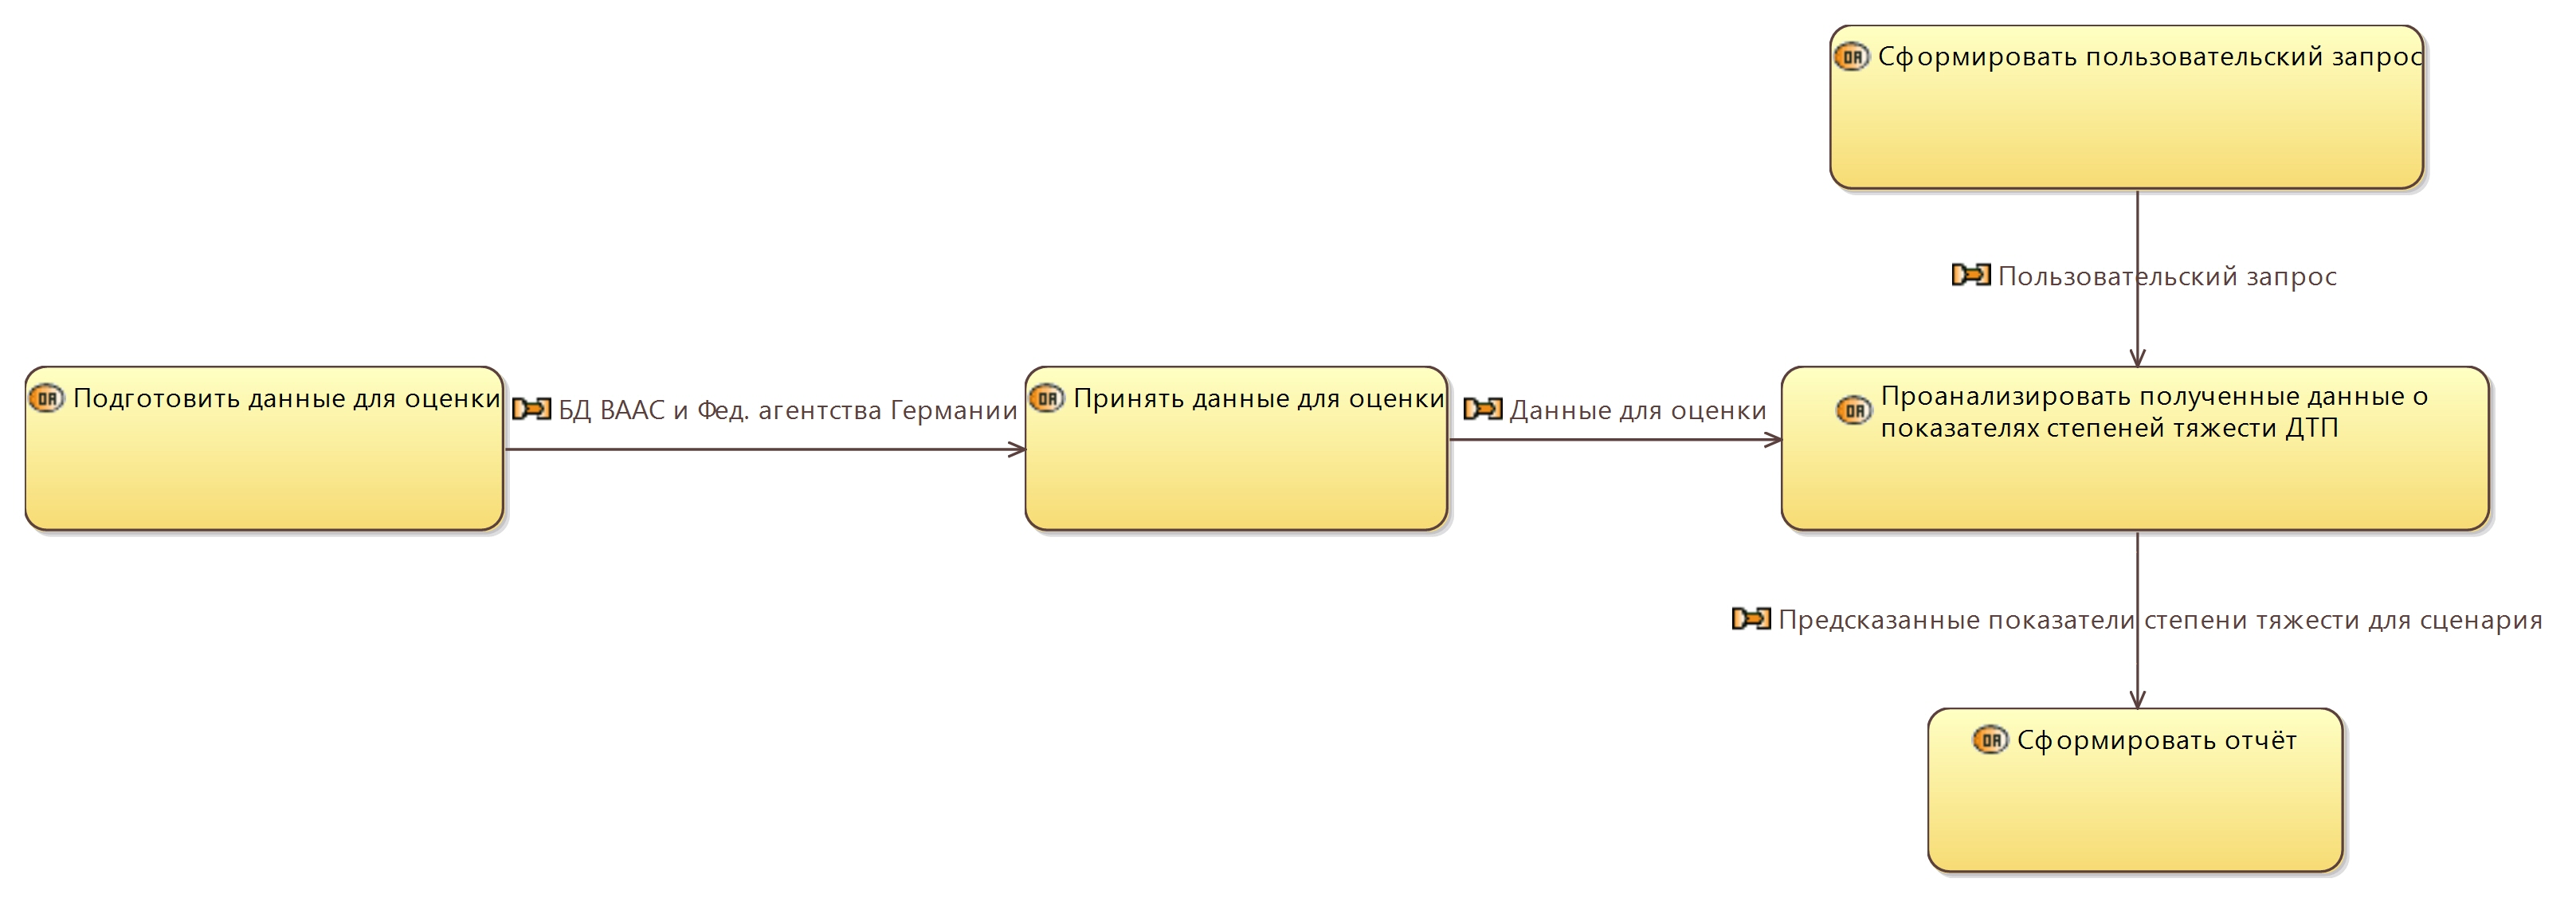 Сформировать пользовательский запрос
Пользовательский запрос
Подготовить данные для оценки
БД ВААС и Фед. агентства Германии
Принять данные для оценки
Данные для оценки
Проанализировать полученные данные о
показателях степеней тяжести ДТП
Предсказанные показатели степени тяжести для сценария
Сформировать отчёт